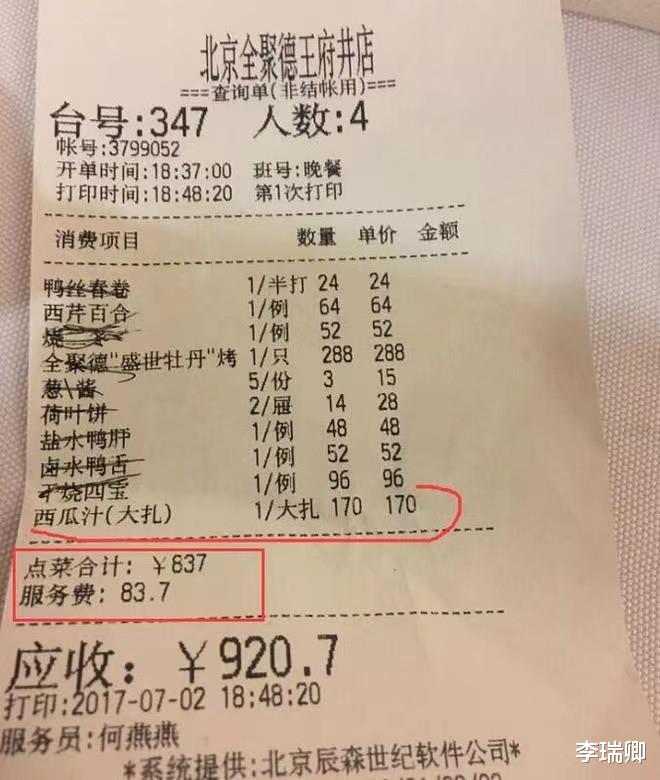 北京全聚德王府井店
===查询单(非结帐用)===
台号:347 人数:4
帐号:3799052
开单时间:18:37:00 班号:晚餐
打印时间:18:48:20 第1次打印
消费项目 数量 单价 金额
鸭丝春卷 1/半打 24 24
西芹百合 1/例 64 64
烧 1/例 52 52
全聚德"盛世牡丹"烤 1/只 288 288
葱\酱 5/份 3 15
荷叶饼 2/屉 14 28
盐水鸭肝 1/例 48 48
卤水鸭舌 1/例 52 52
干烧四宝 1/例 96 96
西瓜汁(大扎) 1/大扎 170 170
点菜合计: ￥837
服务费: 83.7
应收: ￥920.7
打印:2017-07-02 18:48:20
服务员:何燕燕
*系统提供:北京辰森世纪软件公司*
李瑞卿